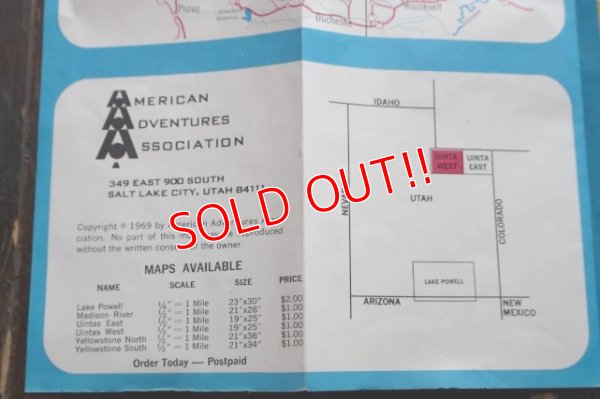 Provo
Duchesne
Roosevelt
AMERICAN
ADVENTURES
ASSOCIATION
349 EAST 900 SOUTH
SALT LAKE CITY, UTAH 84111
Copyright © 1969 by American Adventures
ciation. No part of this may be reproduced
without the written consent of the owner.
MAPS AVAILABLE
NAME SCALE SIZE PRICE
Lake Powell ¼" = 1 Mile 23"x30" $2.00
Madison River ½" = 1 Mile 21"x28" $1.00
Uintas East ½" = 1 Mile 19"x25" $1.00
Uintas West ½" = 1 Mile 19"x25" $1.00
Yellowstone North ½" = 1 Mile 21"x36" $1.00
Yellowstone South ½" = 1 Mile 21"x34" $1.00
Order Today — Postpaid
IDAHO
UINTA WEST
UINTA EAST
UTAH
COLORADO
LAKE POWELL
ARIZONA
NEW
MEXICO
SOLD OUT!!